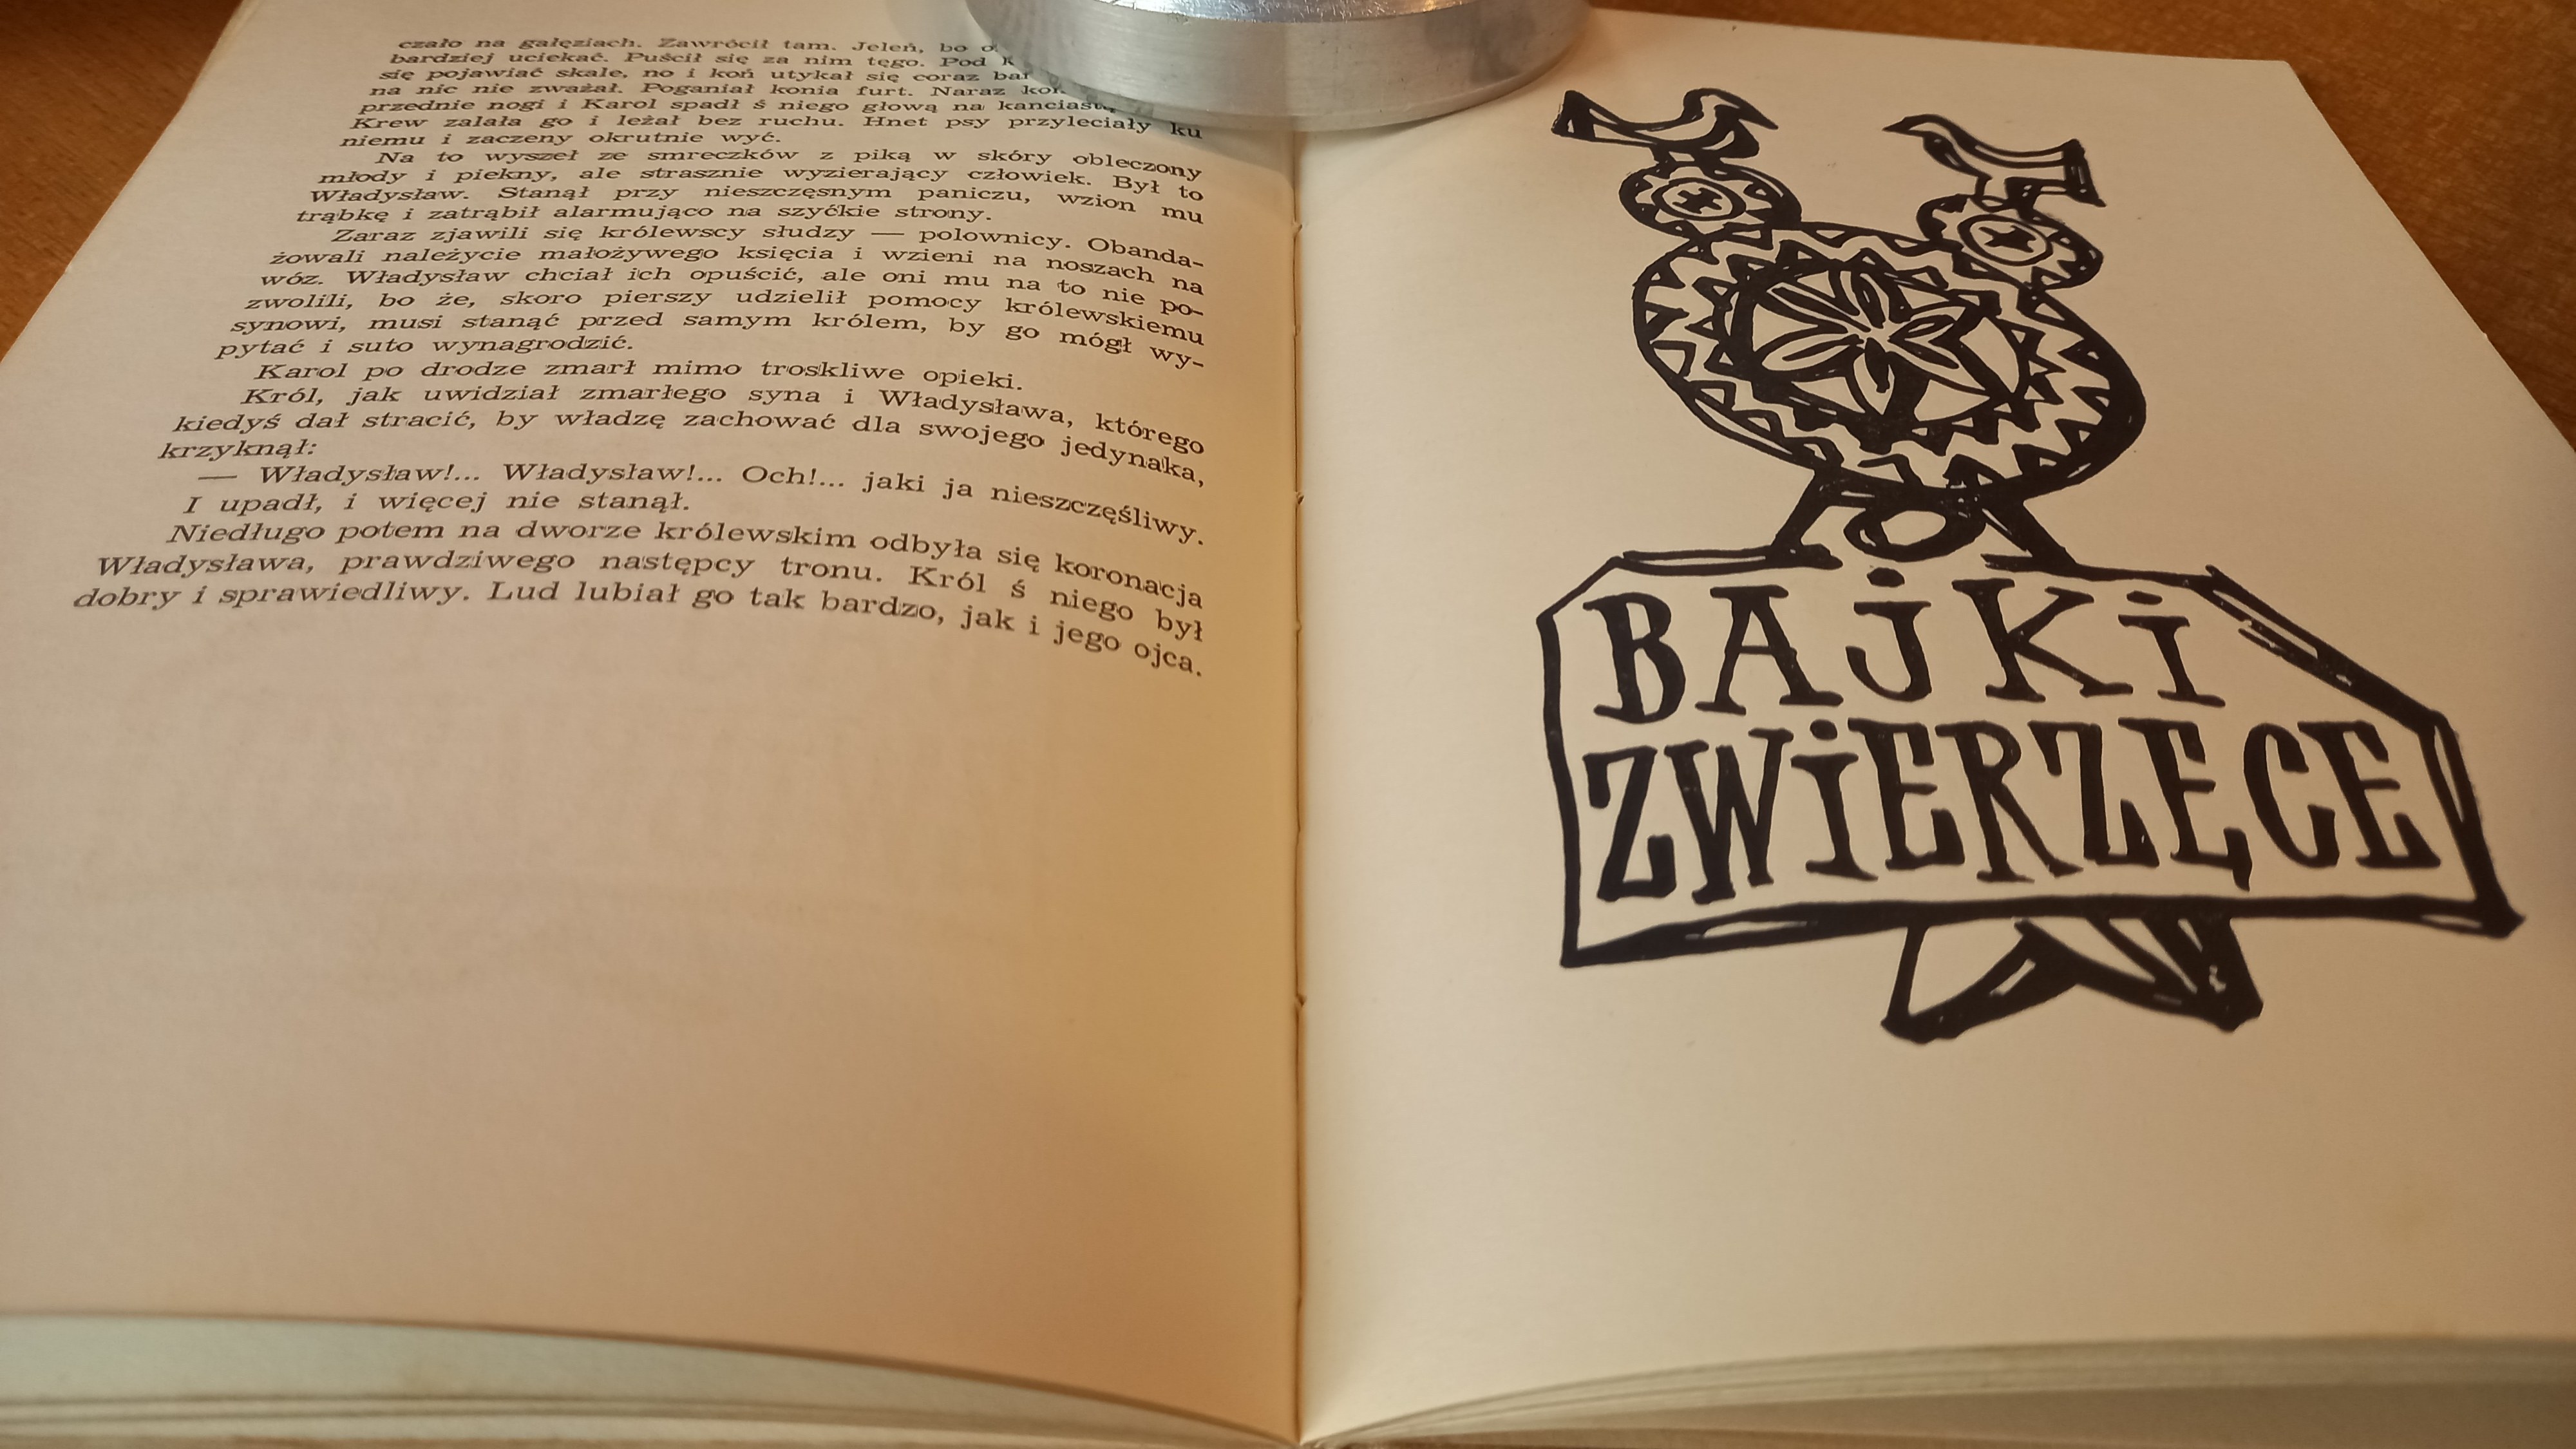 czało na gałęziach. Zawrócił tam. Jeleń, bo
bardziej uciekać. Puścił się za nim tęgo. Pod
się pojawiać skale, no i koń utykał się coraz
na nic nie zważał. Poganiał konia furt. Naraz
przednie nogi i Karol spadł ś niego głową na
Krew zalała go i leżał bez ruchu. Hnet psy przyleciały ku
niemu i zaczeny okrutnie wyć.
Na to wyszeł ze smreczków z piką w skóry obleczony
młody i piekny, ale strasznie wyzierający człowiek. Był to
Władysław. Stanął przy nieszczęsnym paniczu, wzion mu
trąbkę i zatrąbił alarmująco na szyćkie strony.
Zaraz zjawili się królewscy słudzy — polownicy. Obanda-
żowali należycie małożywego księcia i wzieni na noszach na
wóz. Władysław chciał ich opuścić, ale oni mu na to nie po-
zwolili, bo że, skoro pierszy udzielił pomocy królewskiemu
synowi, musi stanąć przed samym królem, by go mógł wy-
pytać i suto wynagrodzić.
Karol po drodze zmarł mimo troskliwe opieki.
Król, jak uwidział zmarłego syna i Władysława, którego
kiedyś dał stracić, by władzę zachować dla swojego jedynaka,
krzyknął:
— Władysław!... Władysław!... Och!... jaki ja nieszczęśliwy.
I upadł, i więcej nie stanął.
Niedługo potem na dworze królewskim odbyła się koronacja
Władysława, prawdziwego następcy tronu. Król ś niego był
dobry i sprawiedliwy. Lud lubiał go tak bardzo, jak i jego ojca.
BAJKi
ZWiERZĘCE